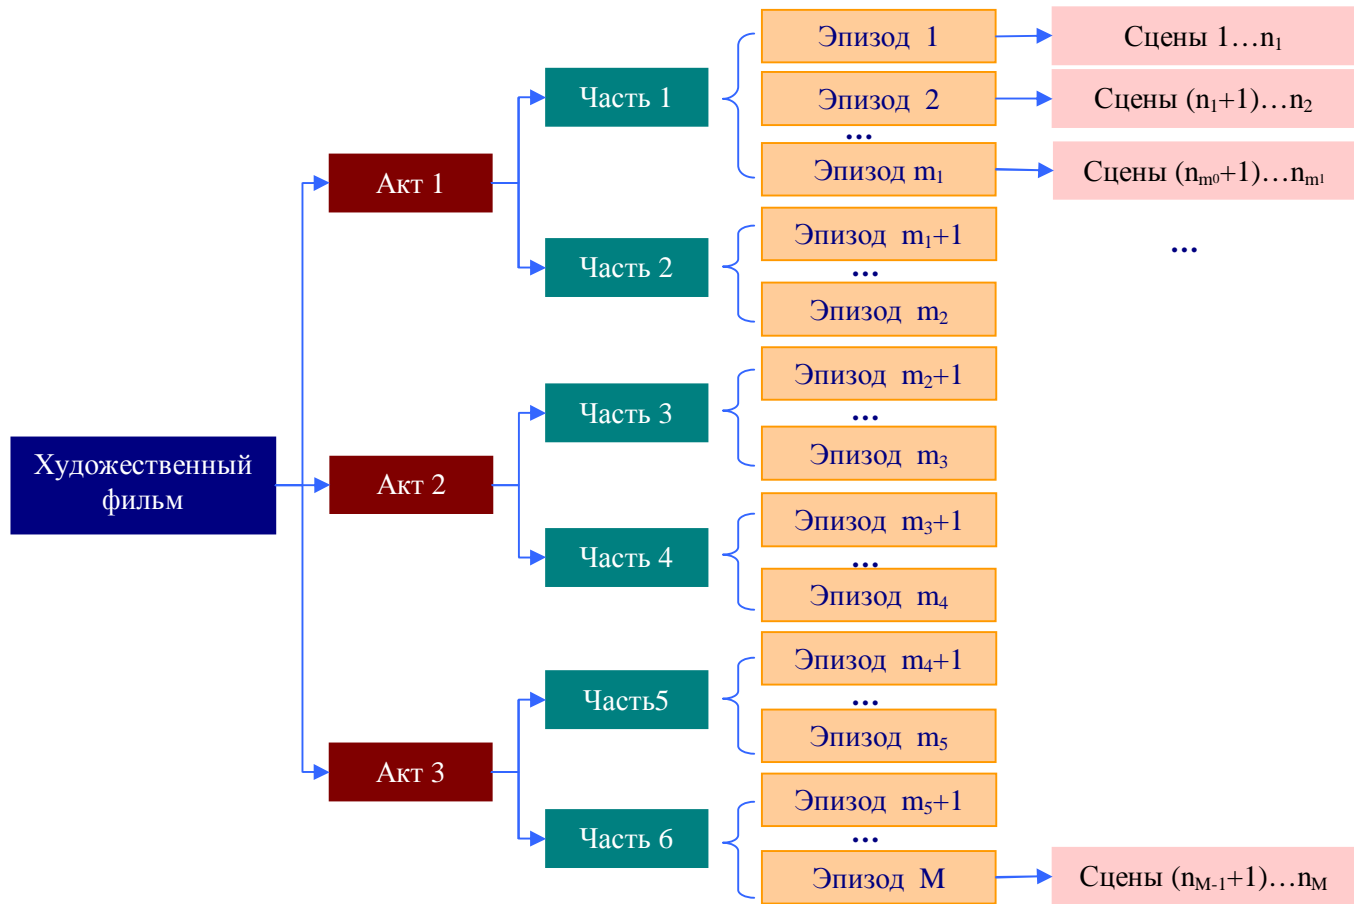 Художественный
фильм
Акт 1
Акт 2
Акт 3
Часть 1
Часть 2
Часть 3
Часть 4
Часть5
Часть 6
Эпизод 1
Эпизод 2
...
Эпизод m₁
Эпизод m₁+1
...
Эпизод m₂
Эпизод m₂+1
...
Эпизод m₃
Эпизод m₃+1
...
Эпизод m₄
Эпизод m₄+1
...
Эпизод m₅
Эпизод m₅+1
...
Эпизод M
Сцены 1…n₁
Сцены (n₁+1)…n₂
Сцены (nm⁰+1)…nm¹
...
Сцены (nM-1+1)…nM